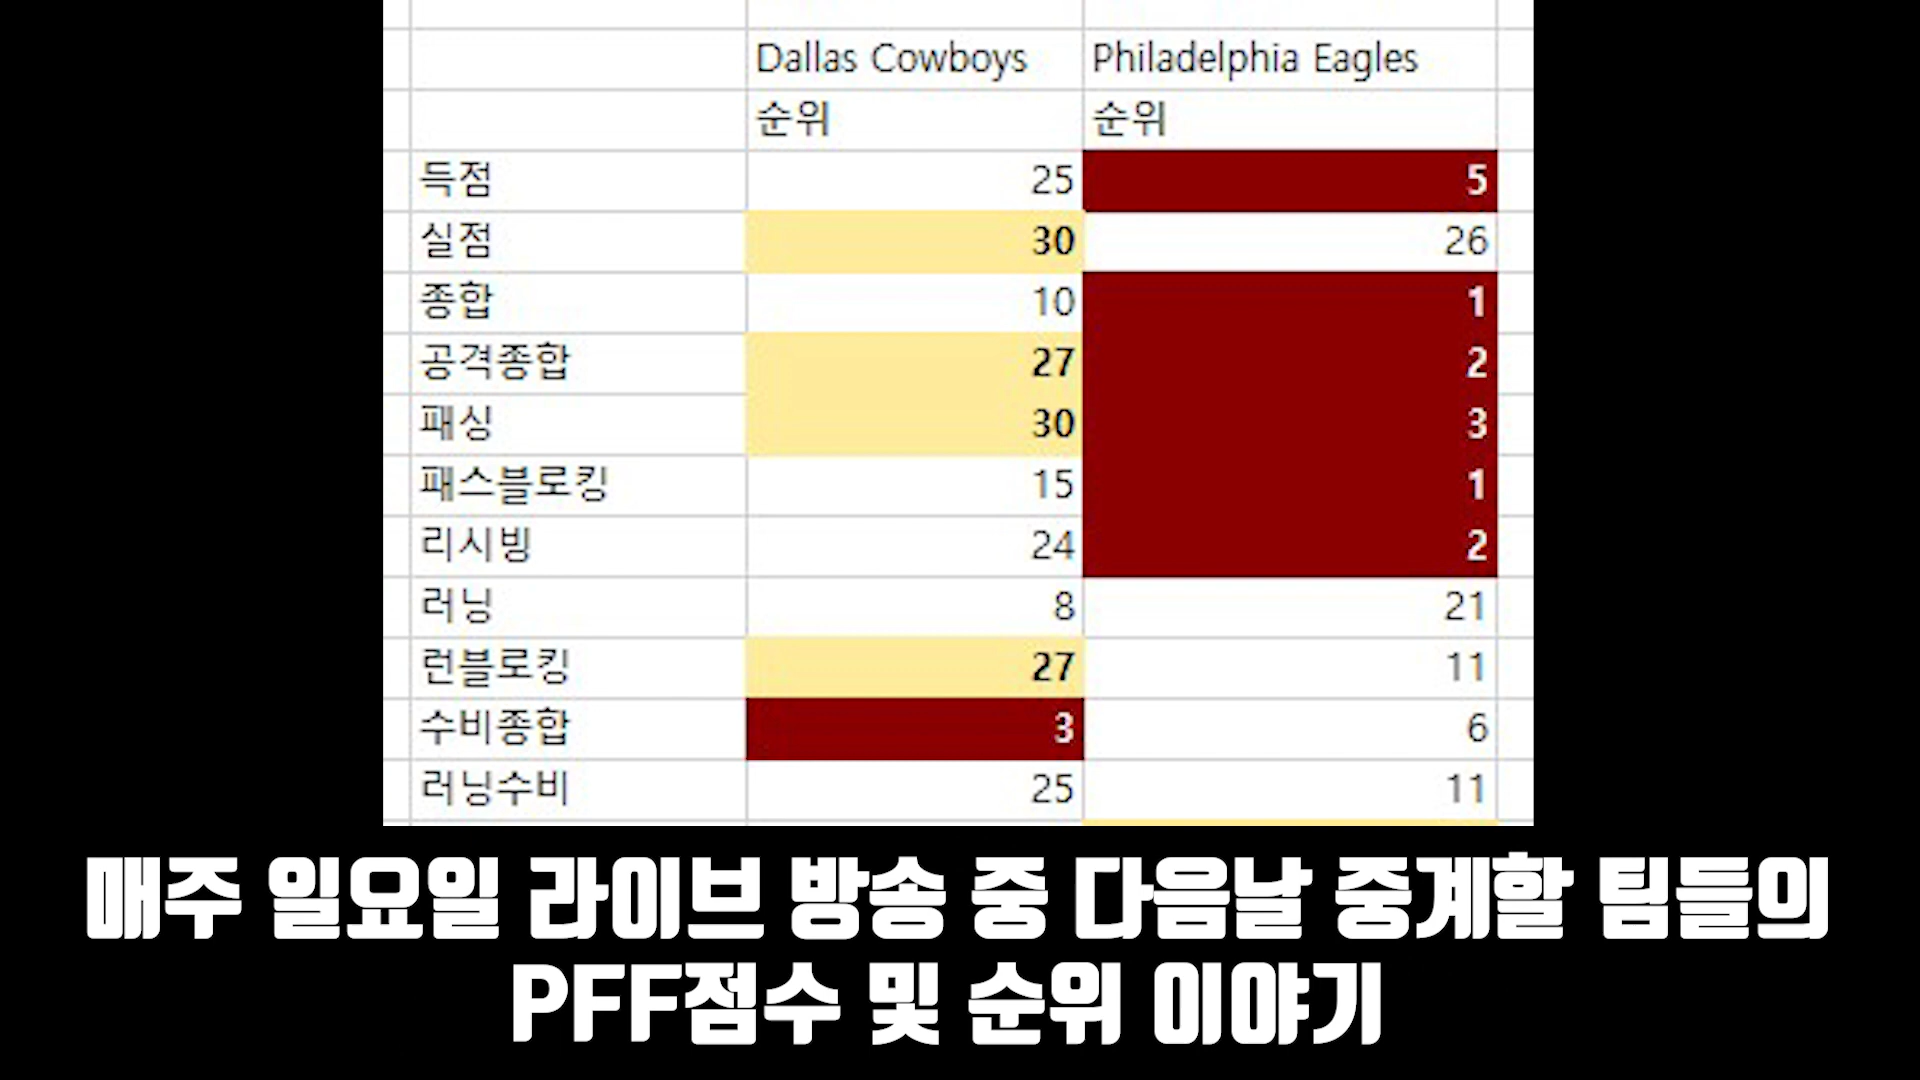 Dallas Cowboys Philadelphia Eagles
순위 순위
득점 25 5
실점 30 26
종합 10 1
공격종합 27 2
패싱 30 3
패스블로킹 15 1
리시빙 24 2
러닝 8 21
런블로킹 27 11
수비종합 3 6
러닝수비 25 11
매주 일요일 라이브 방송 중 다음날 중계할 팀들의
PFF점수 및 순위 이야기